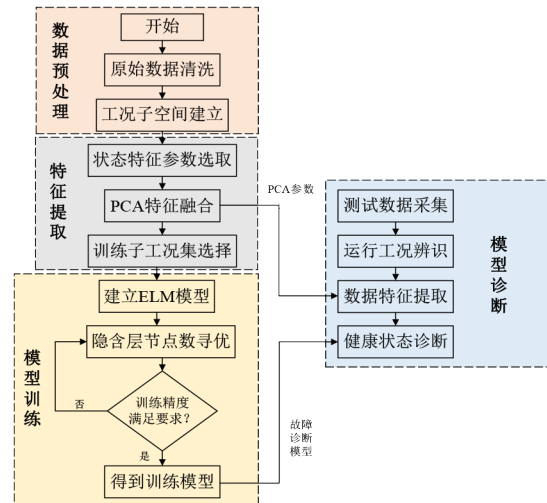 数据预处理
开始
原始数据清洗
工况子空间建立
特征提取
状态特征参数选取
PCA特征融合
训练子工况集选择
PCA参数
模型训练
建立ELM模型
隐含层节点数寻优
训练精度
满足要求?
否
是
得到训练模型
故障
诊断
模型
测试数据采集
运行工况辨识
数据特征提取
健康状态诊断
模型诊断